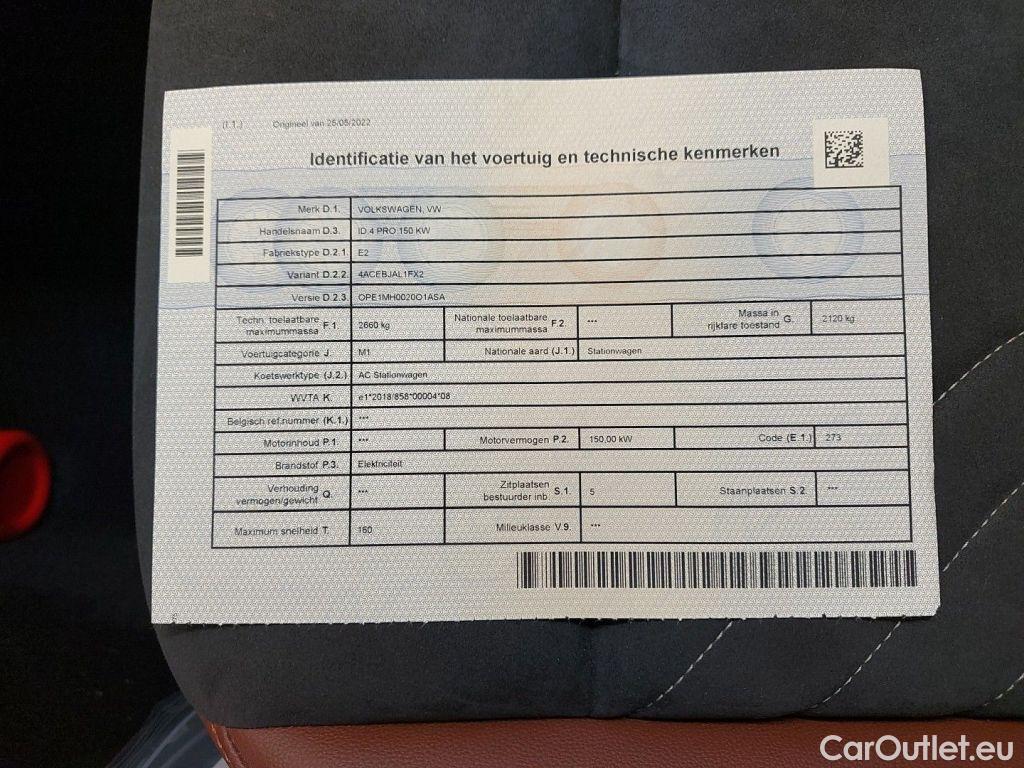 (I.1.) Origineel van 25/05/2022
Identificatie van het voertuig en technische kenmerken
Merk D.1. VOLKSWAGEN, VW
Handelsnaam D.3. ID.4 PRO 150 KW
Fabriekstype D.2.1. E2
Variant D.2.2. 4ACEBJAL1FX2
Versie D.2.3. OPE1MH0020O1ASA
Techn. toelaatbare maximummassa F.1. 2660 kg Nationale toelaatbare maximummassa F.2. *** Massa in rijklare toestand G. 2120 kg
Voertuigcategorie J. M1 Nationale aard (J.1.) Stationwagen
Koetswerktype (J.2.) AC Stationwagen
WVTA K. e1*2018/858*00004*08
Belgisch ref.nummer (K.1.) ***
Motorinhoud P.1. *** Motorvermogen P.2. 150,00 kW Code (E.1.) 273
Brandstof P.3. Elektriciteit
Verhouding vermogen/gewicht Q. *** Zitplaatsen bestuurder inb. S.1. 5 Staanplaatsen S.2. ***
Maximum snelheid T. 160 Milieuklasse V.9. ***
CarOutlet.eu